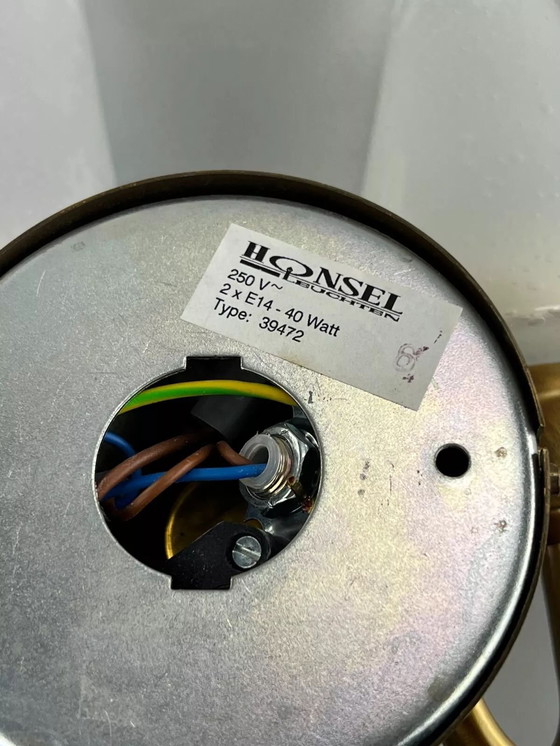 HONSEL
LEUCHTEN
250 V~
2 x E14 - 40 Watt
Type: 39472